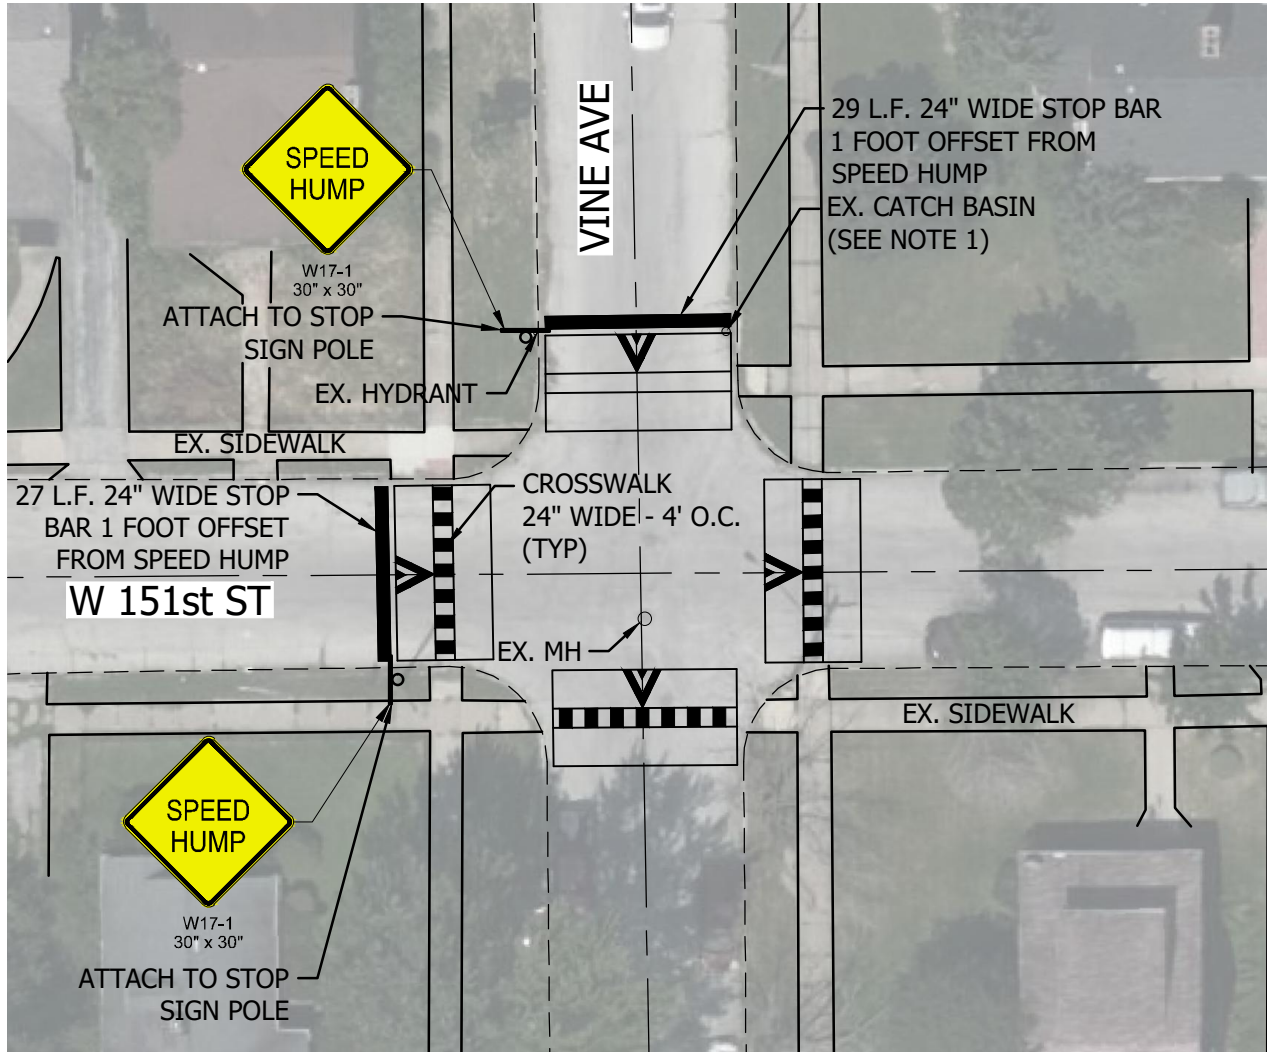 VINE AVE
29 L.F. 24" WIDE STOP BAR
1 FOOT OFFSET FROM
SPEED HUMP
EX. CATCH BASIN
(SEE NOTE 1)
SPEED
HUMP
W17-1
30" x 30"
ATTACH TO STOP
SIGN POLE
EX. HYDRANT
EX. SIDEWALK
27 L.F. 24" WIDE STOP
BAR 1 FOOT OFFSET
FROM SPEED HUMP
W 151st ST
CROSSWALK
24" WIDE - 4' O.C.
(TYP)
EX. MH
EX. SIDEWALK
SPEED
HUMP
W17-1
30" x 30"
ATTACH TO STOP
SIGN POLE